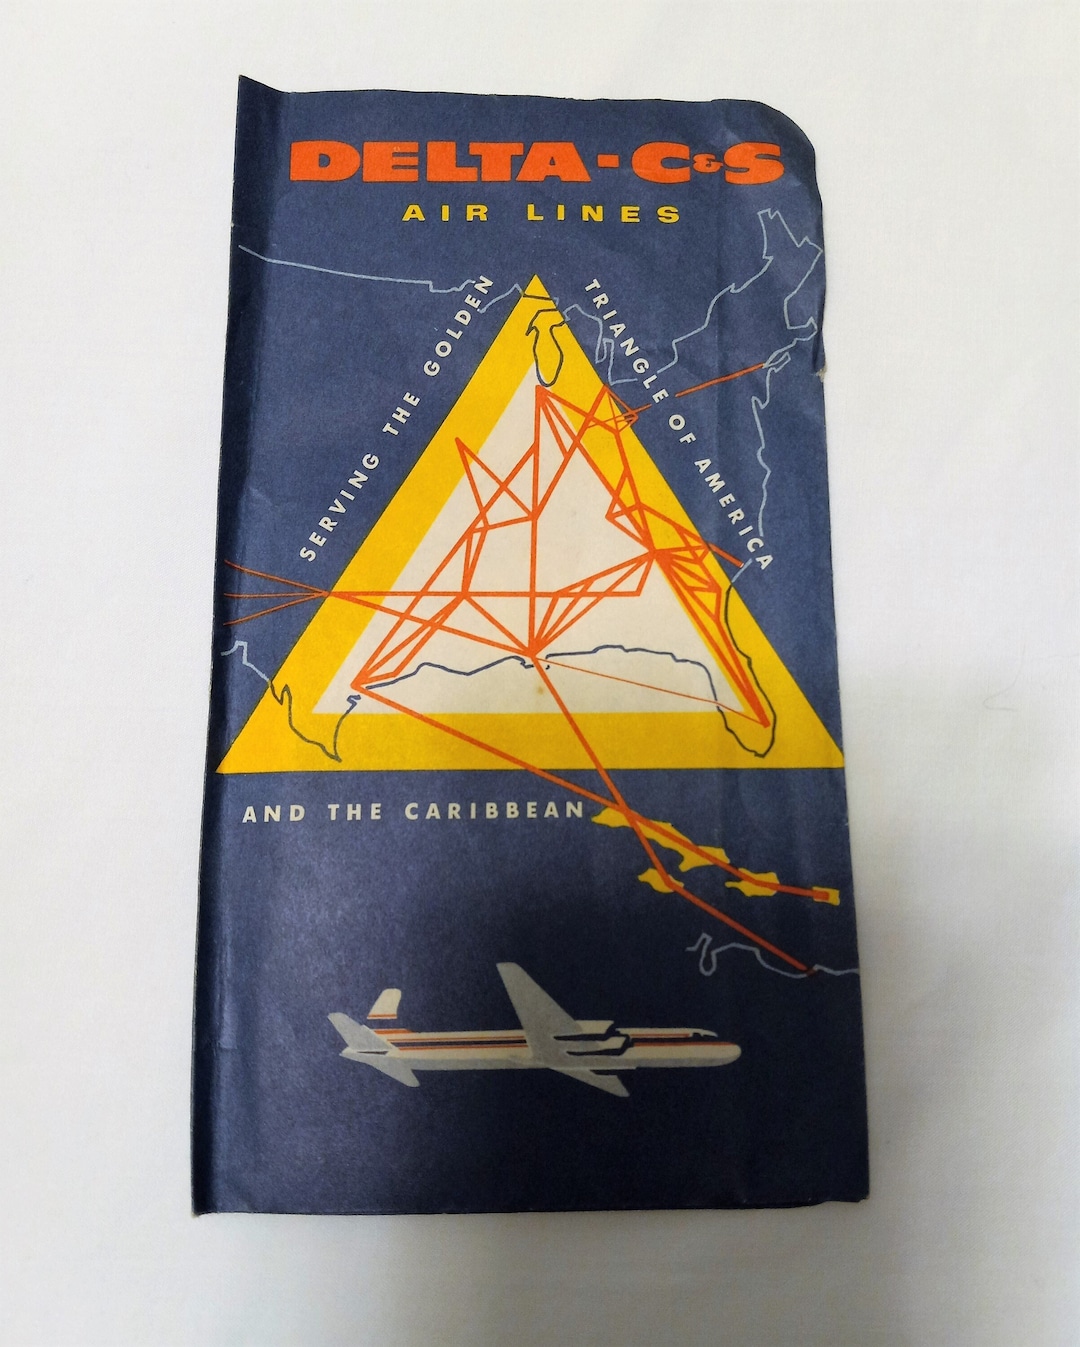 DELTA-C&S
AIR LINES
SERVING THE GOLDEN
TRIANGLE OF AMERICA
AND THE CARIBBEAN